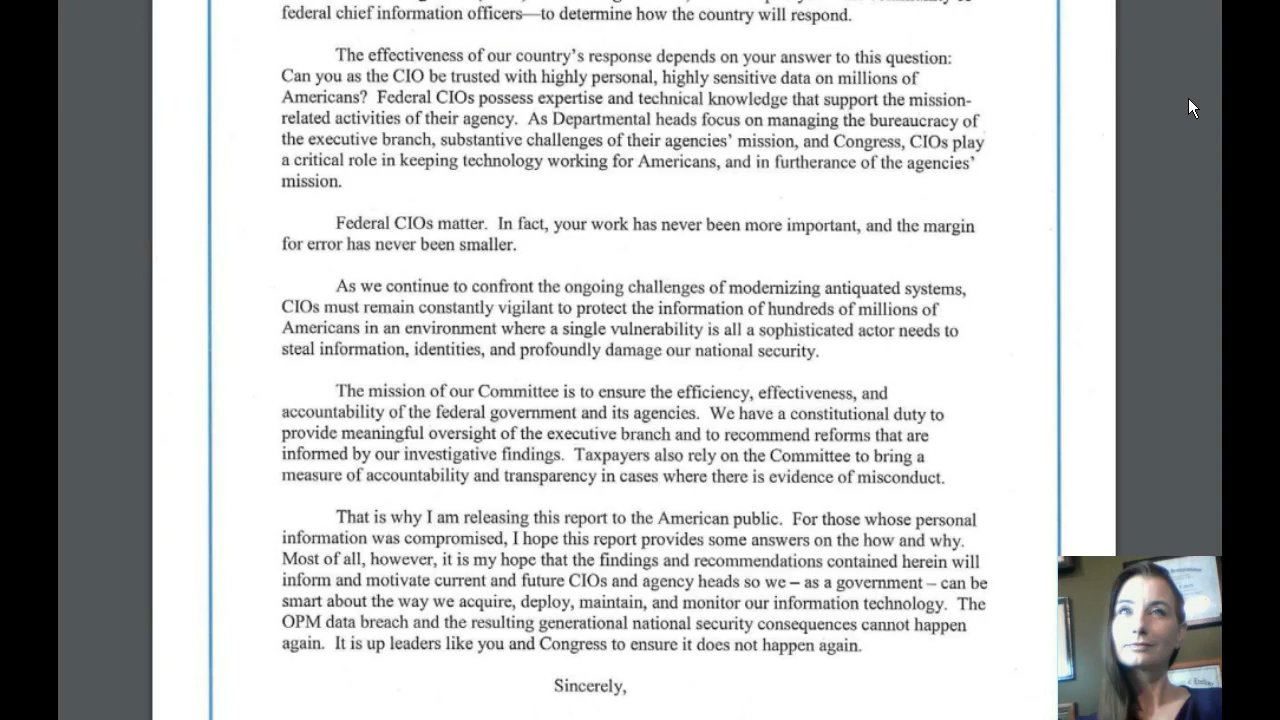 federal chief information officers—to determine how the country will respond.
The effectiveness of our country's response depends on your answer to this question:
Can you as the CIO be trusted with highly personal, highly sensitive data on millions of
Americans? Federal CIOs possess expertise and technical knowledge that support the mission-
related activities of their agency. As Departmental heads focus on managing the bureaucracy of
the executive branch, substantive challenges of their agencies' mission, and Congress, CIOs play
a critical role in keeping technology working for Americans, and in furtherance of the agencies'
mission.
Federal CIOs matter. In fact, your work has never been more important, and the margin
for error has never been smaller.
As we continue to confront the ongoing challenges of modernizing antiquated systems,
CIOs must remain constantly vigilant to protect the information of hundreds of millions of
Americans in an environment where a single vulnerability is all a sophisticated actor needs to
steal information, identities, and profoundly damage our national security.
The mission of our Committee is to ensure the efficiency, effectiveness, and
accountability of the federal government and its agencies. We have a constitutional duty to
provide meaningful oversight of the executive branch and to recommend reforms that are
informed by our investigative findings. Taxpayers also rely on the Committee to bring a
measure of accountability and transparency in cases where there is evidence of misconduct.
That is why I am releasing this report to the American public. For those whose personal
information was compromised, I hope this report provides some answers on the how and why.
Most of all, however, it is my hope that the findings and recommendations contained herein will
inform and motivate current and future CIOs and agency heads so we – as a government – can be
smart about the way we acquire, deploy, maintain, and monitor our information technology. The
OPM data breach and the resulting generational national security consequences cannot happen
again. It is up leaders like you and Congress to ensure it does not happen again.
Sincerely,